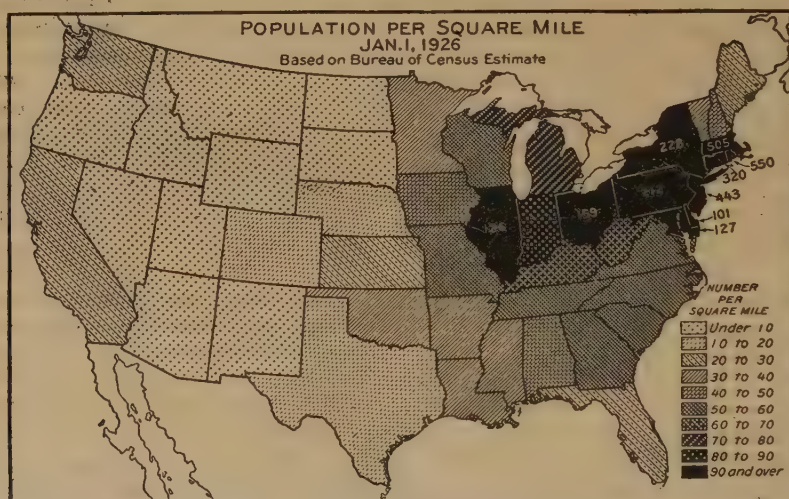 POPULATION PER SQUARE MILE
JAN. 1, 1926
Based on Bureau of Census Estimate
228
505
550
320
443
101
127
NUMBER
PER
SQUARE MILE
Under 10
10 to 20
20 to 30
30 to 40
40 to 50
50 to 60
60 to 70
70 to 80
80 to 90
90 and over